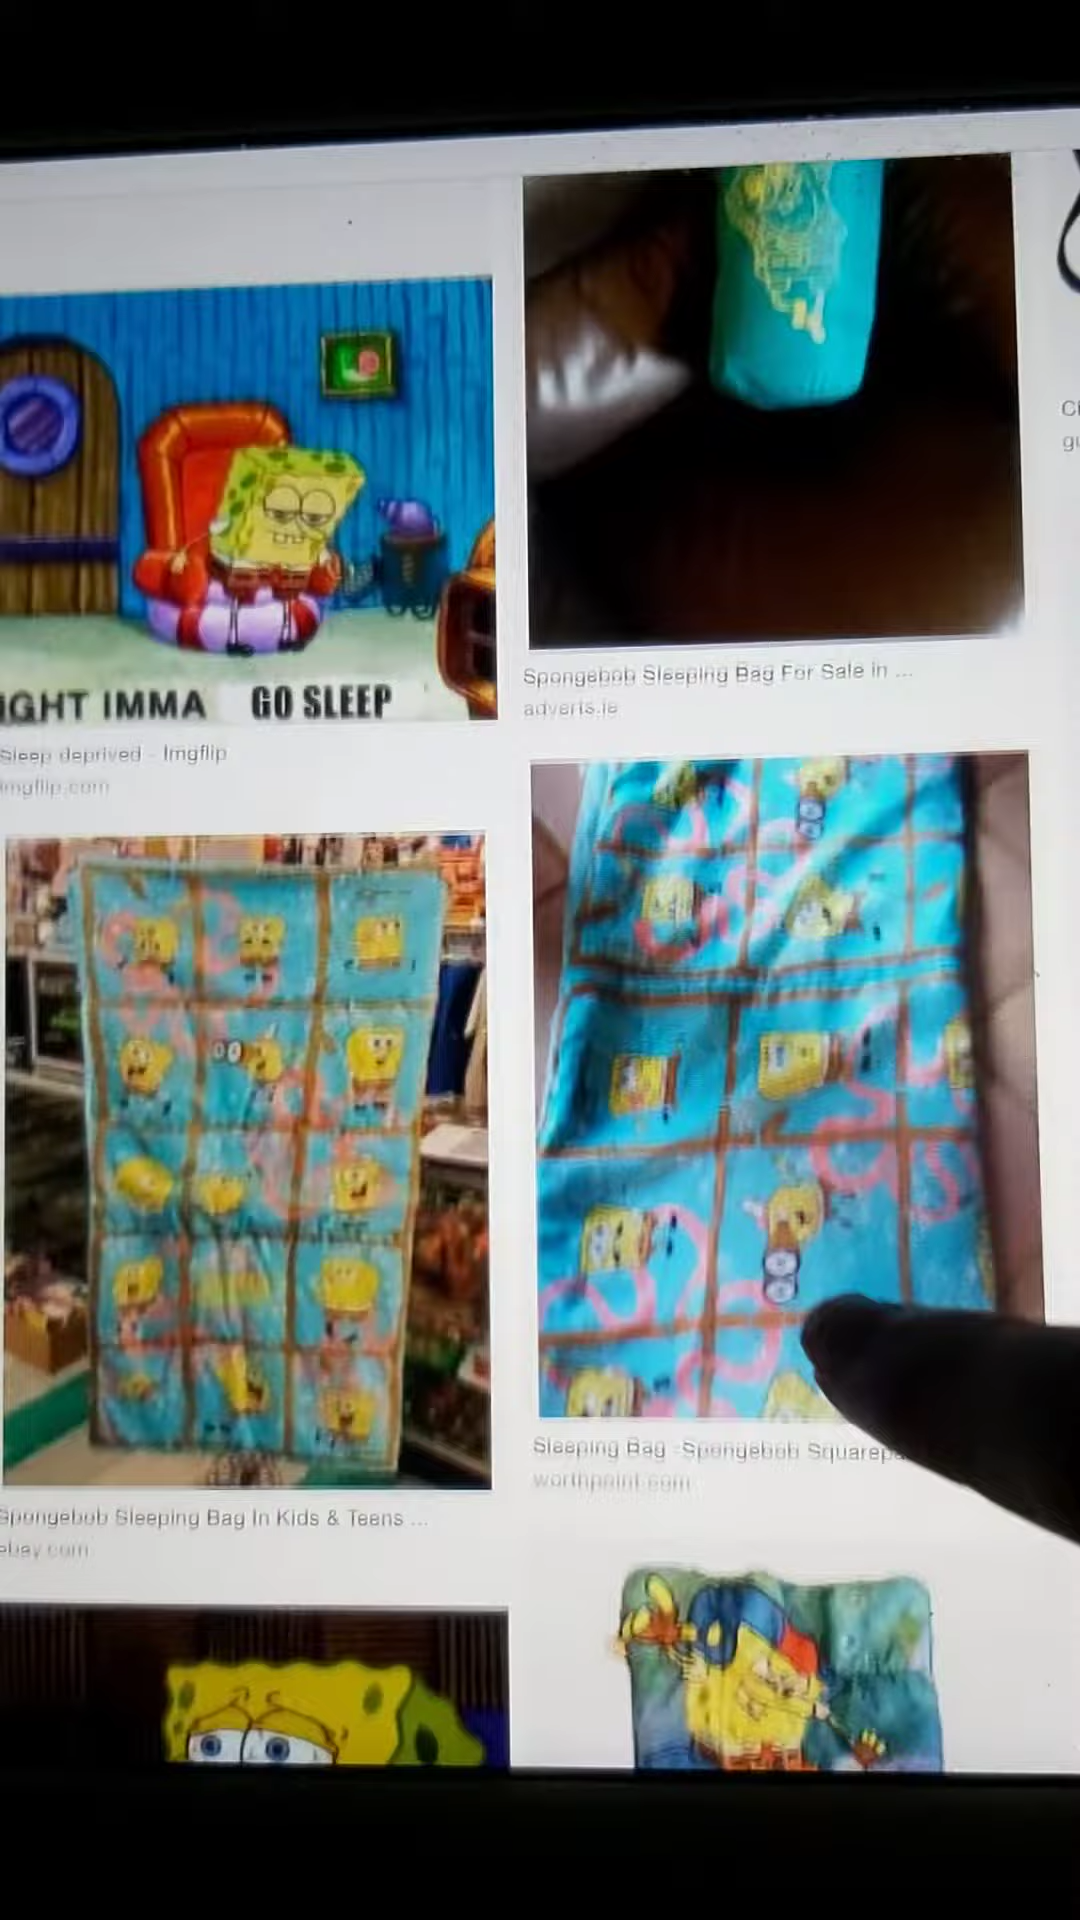 IGHT IMMA GO SLEEP
Sleep deprived - Imgflip
imgflip.com
Spongebob Sleeping Bag For Sale in ...
adverts.ie
Spongebob Sleeping Bag In Kids & Teens ...
ebay.com
Sleeping Bag -Spongebob Squarepa
worthpoint.com